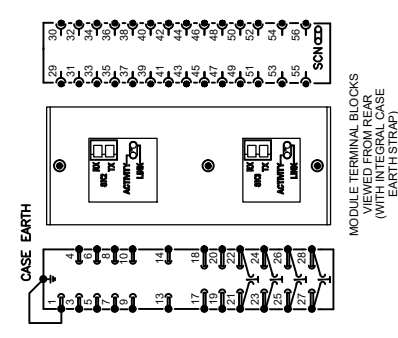 30 32 34 36 38 40 42 44 46 48 50 52 54 56
SCN
29 31 33 35 37 39 41 43 45 47 49 51 53 55
RX
TX
SK2
ACTIVITY
LINK
RX
TX
SK3
ACTIVITY
LINK
CASE EARTH
4 6 8 10 14 18 20 22 24 26 28
1 3 5 7 9 13 17 19 21 23 25 27
MODULE TERMINAL BLOCKS
VIEWED FROM REAR
(WITH INTEGRAL CASE
EARTH STRAP)